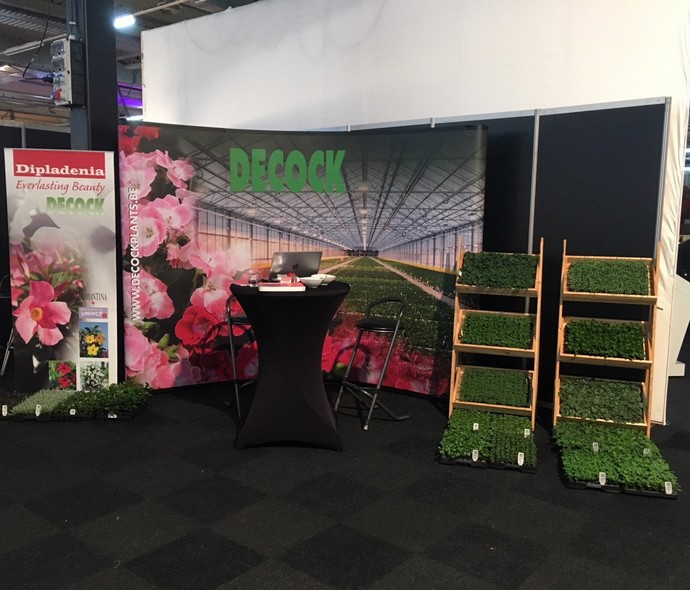 Dipladenia
Everlasting Beauty
DECOCK
DECOCK
WWW.DECOCKPLANTS.BE